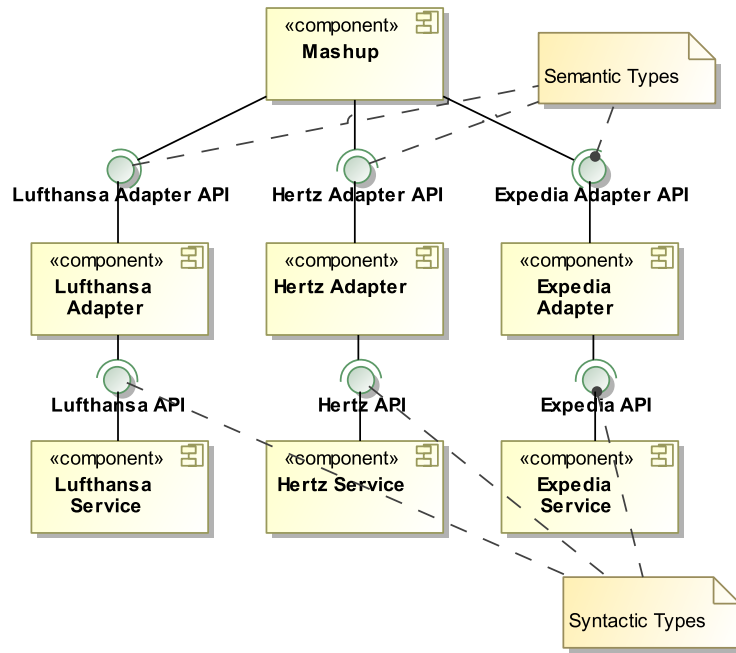 «component»
Mashup
Semantic Types
Lufthansa Adapter API
Hertz Adapter API
Expedia Adapter API
«component»
Lufthansa
Adapter
«component»
Hertz Adapter
«component»
Expedia
Adapter
Lufthansa API
Hertz API
Expedia API
«component»
Lufthansa
Service
«component»
Hertz Service
«component»
Expedia
Service
Syntactic Types